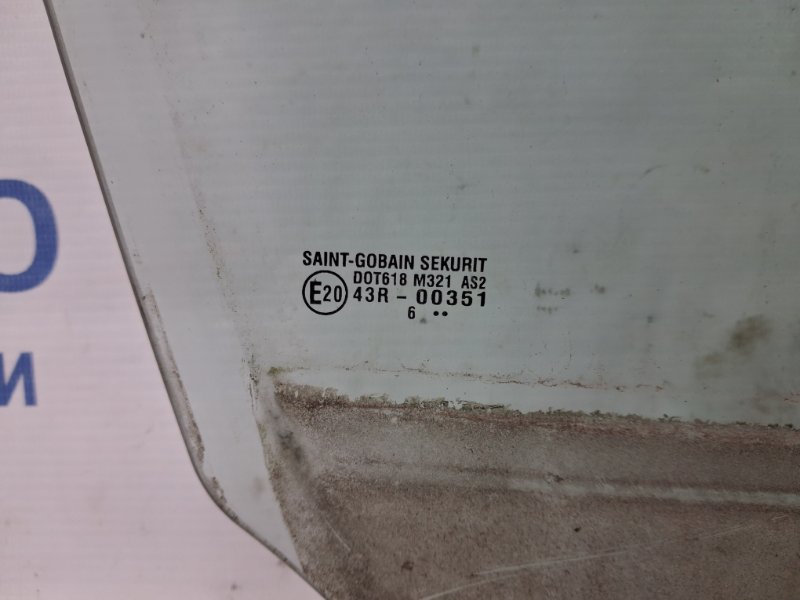 SAINT-GOBAIN SEKURIT
DOT618 M321 AS2
E20 43R - 00351
6 ••